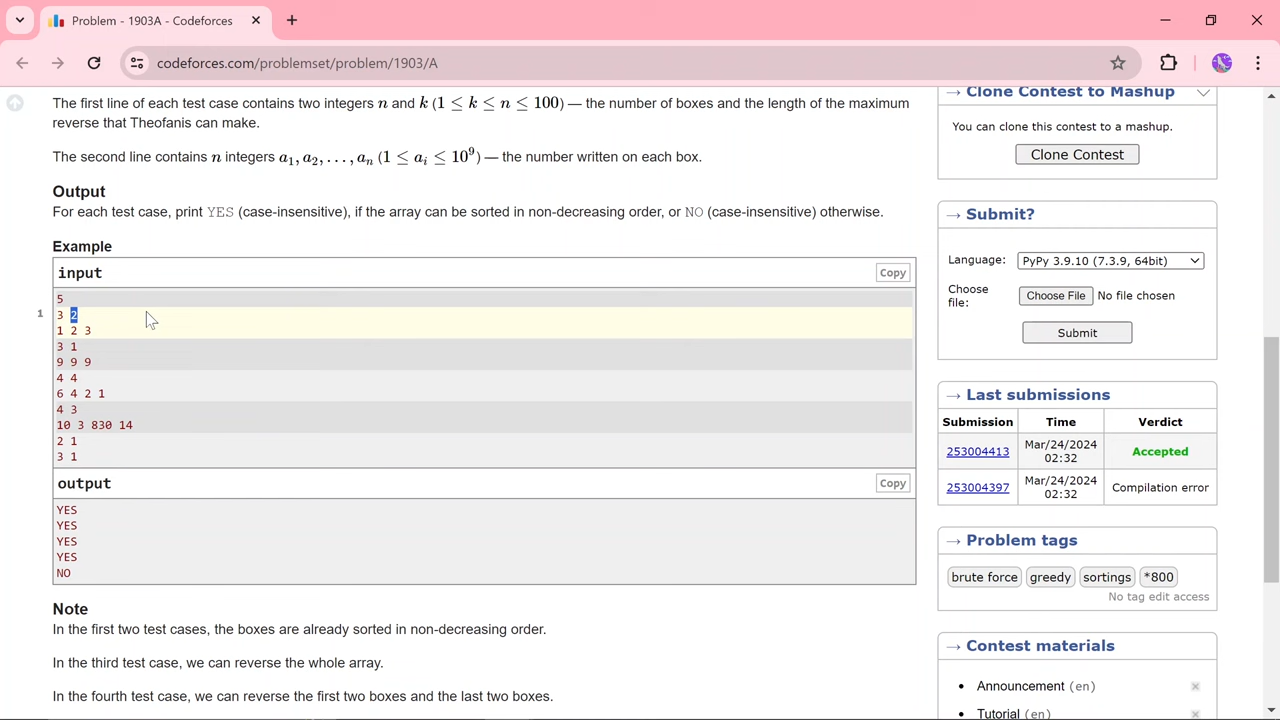 Problem - 1903A - Codeforces
codeforces.com/problemset/problem/1903/A
The first line of each test case contains two integers n and k (1 ≤ k ≤ n ≤ 100) — the number of boxes and the length of the maximum
reverse that Theofanis can make.
The second line contains n integers a1, a2, …, an (1 ≤ ai ≤ 10^9) — the number written on each box.
Output
For each test case, print YES (case-insensitive), if the array can be sorted in non-decreasing order, or NO (case-insensitive) otherwise.
Example
input
Copy
5
1
3 2
1 2 3
3 1
9 9 9
4 4
6 4 2 1
4 3
10 3 830 14
2 1
3 1
output
Copy
YES
YES
YES
YES
NO
Note
In the first two test cases, the boxes are already sorted in non-decreasing order.
In the third test case, we can reverse the whole array.
In the fourth test case, we can reverse the first two boxes and the last two boxes.
→ Clone Contest to Mashup
You can clone this contest to a mashup.
Clone Contest
→ Submit?
Language: PyPy 3.9.10 (7.3.9, 64bit)
Choose
file:
Choose File No file chosen
Submit
→ Last submissions
Submission Time Verdict
253004413 Mar/24/2024 02:32 Accepted
253004397 Mar/24/2024 02:32 Compilation error
→ Problem tags
brute force greedy sortings *800
No tag edit access
→ Contest materials
Announcement (en)
Tutorial (en)